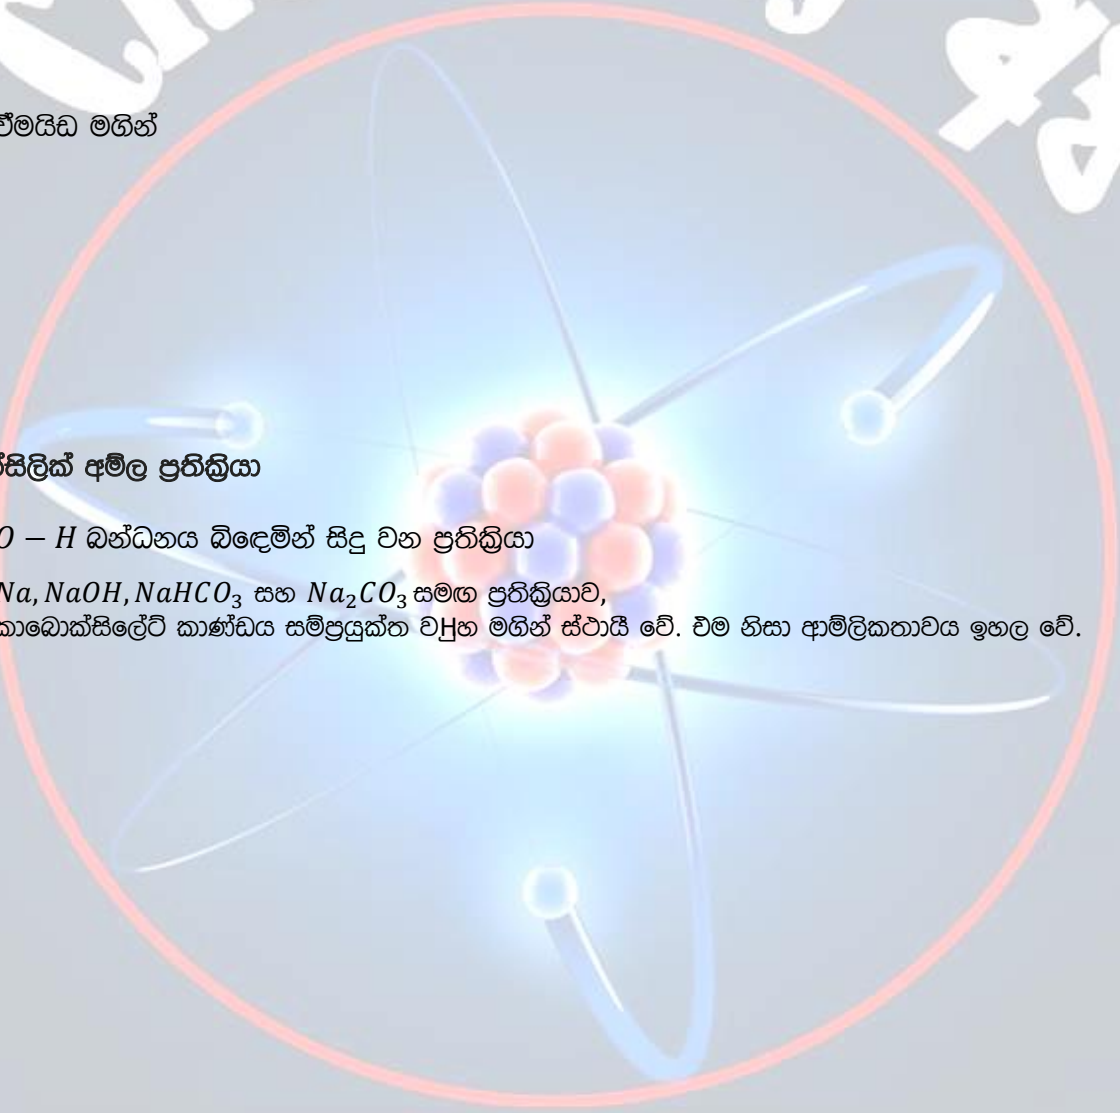 ඒමයිඩ මගින්
සිලික් අම්ල ප්‍රතික්‍රියා
O − H බන්ධනය බිඳෙමින් සිදු වන ප්‍රතික්‍රියා
Na, NaOH, NaHCO₃ සහ Na₂CO₃ සමඟ ප්‍රතික්‍රියාව,
කාබොක්සිලේට් කාණ්ඩය සම්ප්‍රයුක්ත මගින් ස්ථායී වේ. එම නිසා ආම්ලිකතාවය ඉහල වේ.